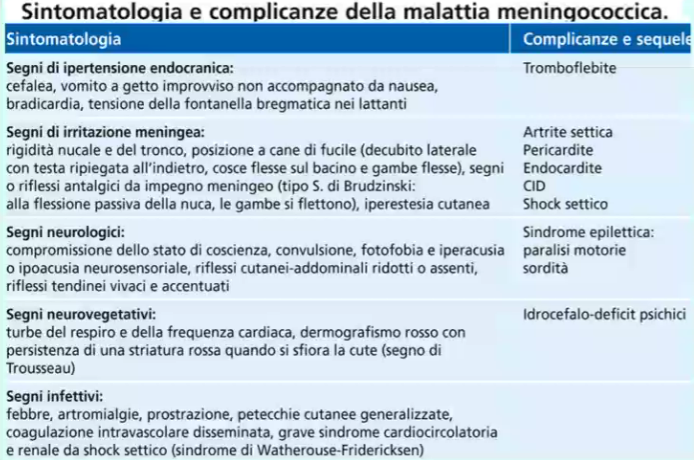 Sintomatologia e complicanze della malattia meningococcica.
Sintomatologia Complicanze e sequele
Segni di ipertensione endocranica: Tromboflebite
cefalea, vomito a getto improvviso non accompagnato da nausea,
bradicardia, tensione della fontanella bregmatica nei lattanti
Segni di irritazione meningea: Artrite settica
rigidità nucale e del tronco, posizione a cane di fucile (decubito laterale Pericardite
con testa ripiegata all'indietro, cosce flesse sul bacino e gambe flesse), segni Endocardite
o riflessi antalgici da impegno meningeo (tipo S. di Brudzinski: CID
alla flessione passiva della nuca, le gambe si flettono), iperestesia cutanea Shock settico
Segni neurologici: Sindrome epilettica:
compromissione dello stato di coscienza, convulsione, fotofobia e iperacusia paralisi motorie
o ipoacusia neurosensoriale, riflessi cutanei-addominali ridotti o assenti, sordità
riflessi tendinei vivaci e accentuati
Segni neurovegetativi: Idrocefalo-deficit psichici
turbe del respiro e della frequenza cardiaca, dermografismo rosso con
persistenza di una striatura rossa quando si sfiora la cute (segno di
Trousseau)
Segni infettivi:
febbre, artromialgie, prostrazione, petecchie cutanee generalizzate,
coagulazione intravascolare disseminata, grave sindrome cardiocircolatoria
e renale da shock settico (sindrome di Watherouse-Fridericksen)